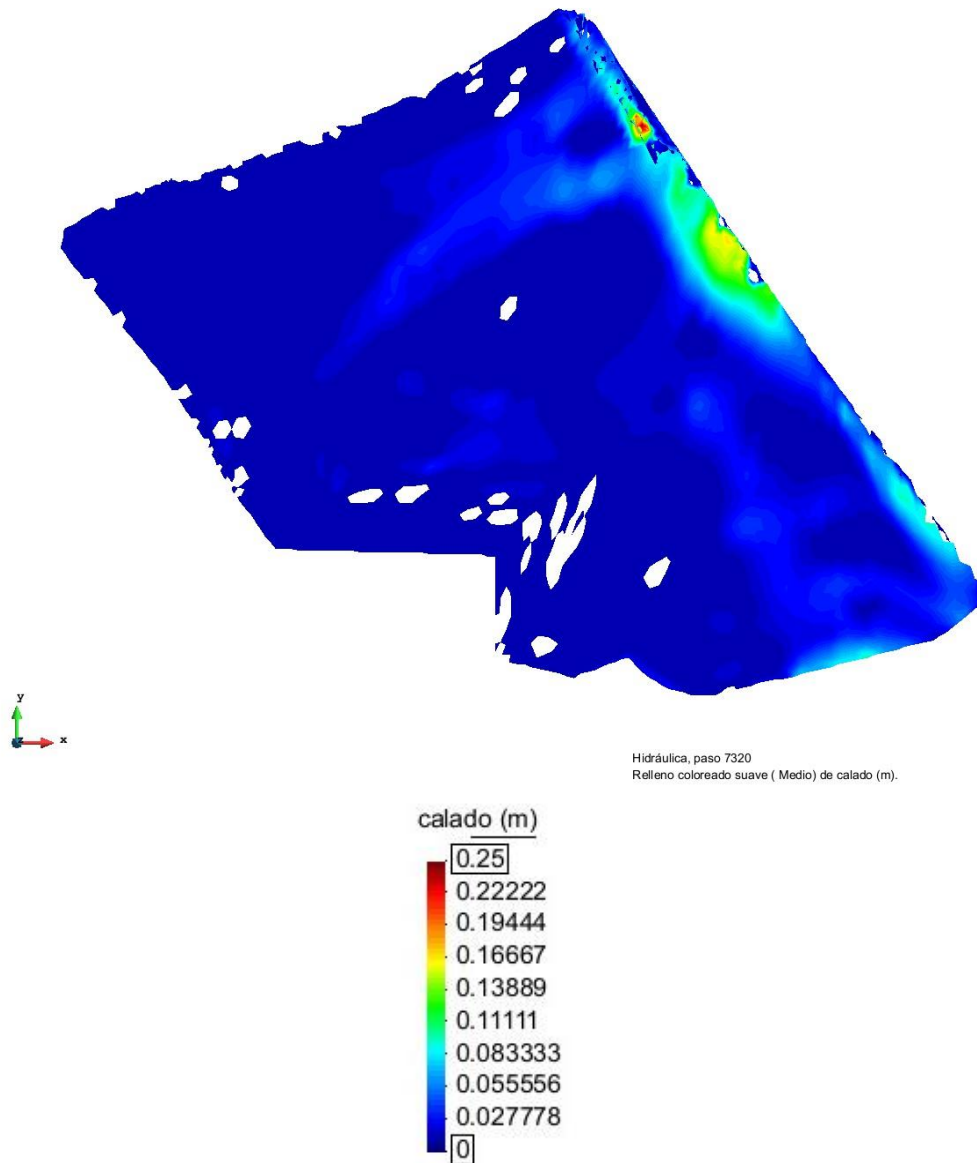 y
z
x
Hidráulica, paso 7320
Relleno coloreado suave ( Medio) de calado (m).
calado (m)
0.25
0.22222
0.19444
0.16667
0.13889
0.11111
0.083333
0.055556
0.027778
0